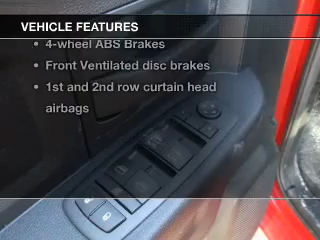 VEHICLE FEATURES
• 4-wheel ABS Brakes
• Front Ventilated disc brakes
• 1st and 2nd row curtain head
airbags